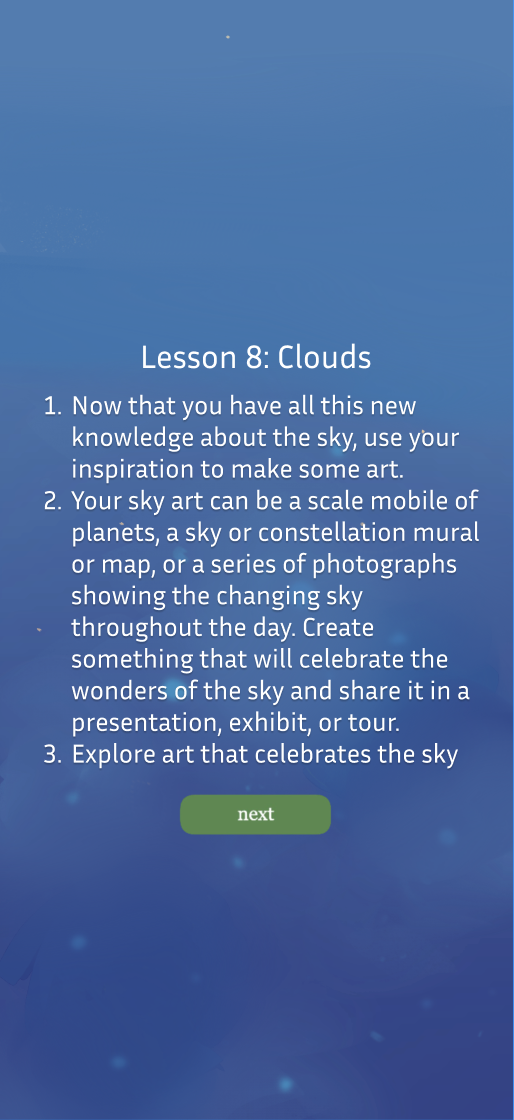 Lesson 8: Clouds
1. Now that you have all this new
knowledge about the sky, use your
inspiration to make some art.
2. Your sky art can be a scale mobile of
planets, a sky or constellation mural
or map, or a series of photographs
showing the changing sky
throughout the day. Create
something that will celebrate the
wonders of the sky and share it in a
presentation, exhibit, or tour.
3. Explore art that celebrates the sky
next